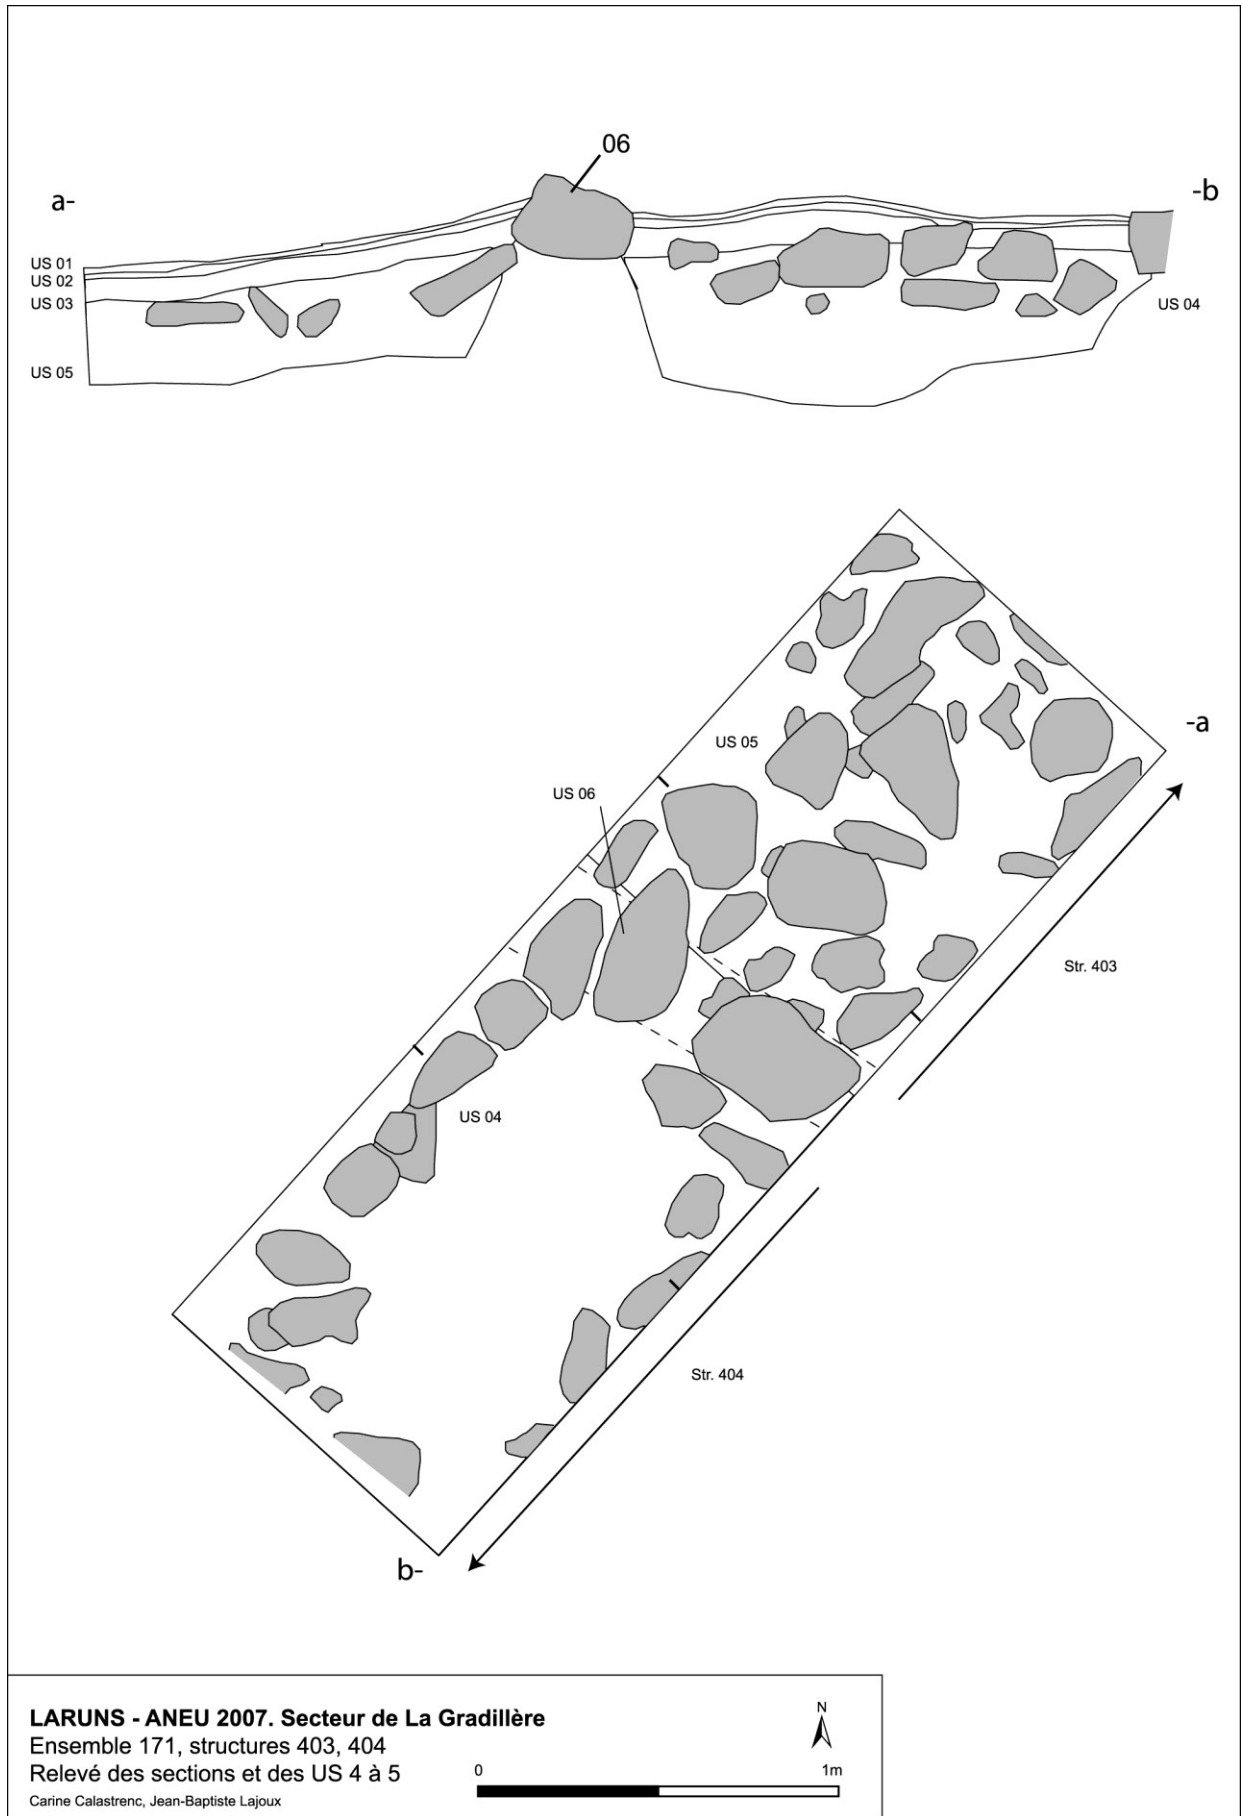 06
a-
-b
US 01
US 02
US 03
US 04
US 05
-a
US 05
US 06
Str. 403
US 04
Str. 404
b-
LARUNS - ANEU 2007. Secteur de La Gradillère
Ensemble 171, structures 403, 404
Relevé des sections et des US 4 à 5
Carine Calastrenc, Jean-Baptiste Lajoux
0
1m
N